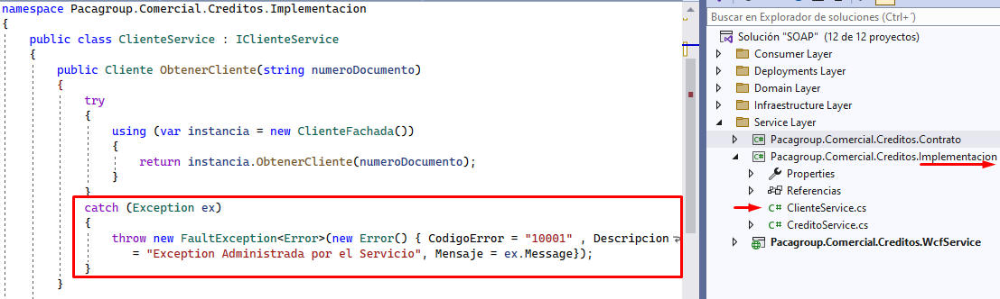 namespace Pacagroup.Comercial.Creditos.Implementacion
{
public class ClienteService : IClienteService
{
public Cliente ObtenerCliente(string numeroDocumento)
{
try
{
using (var instancia = new ClienteFachada())
{
return instancia.ObtenerCliente(numeroDocumento);
}
}
catch (Exception ex)
{
throw new FaultException<Error>(new Error() { CodigoError = "10001" , Descripcion
= "Exception Administrada por el Servicio", Mensaje = ex.Message});
}
}
Buscar en Explorador de soluciones (Ctrl+´)
Solución "SOAP" (12 de 12 proyectos)
Consumer Layer
Deployments Layer
Domain Layer
Infraestructure Layer
Service Layer
C# Pacagroup.Comercial.Creditos.Contrato
C# Pacagroup.Comercial.Creditos.Implementacion
Properties
Referencias
C# ClienteService.cs
C# CreditoService.cs
Pacagroup.Comercial.Creditos.WcfService